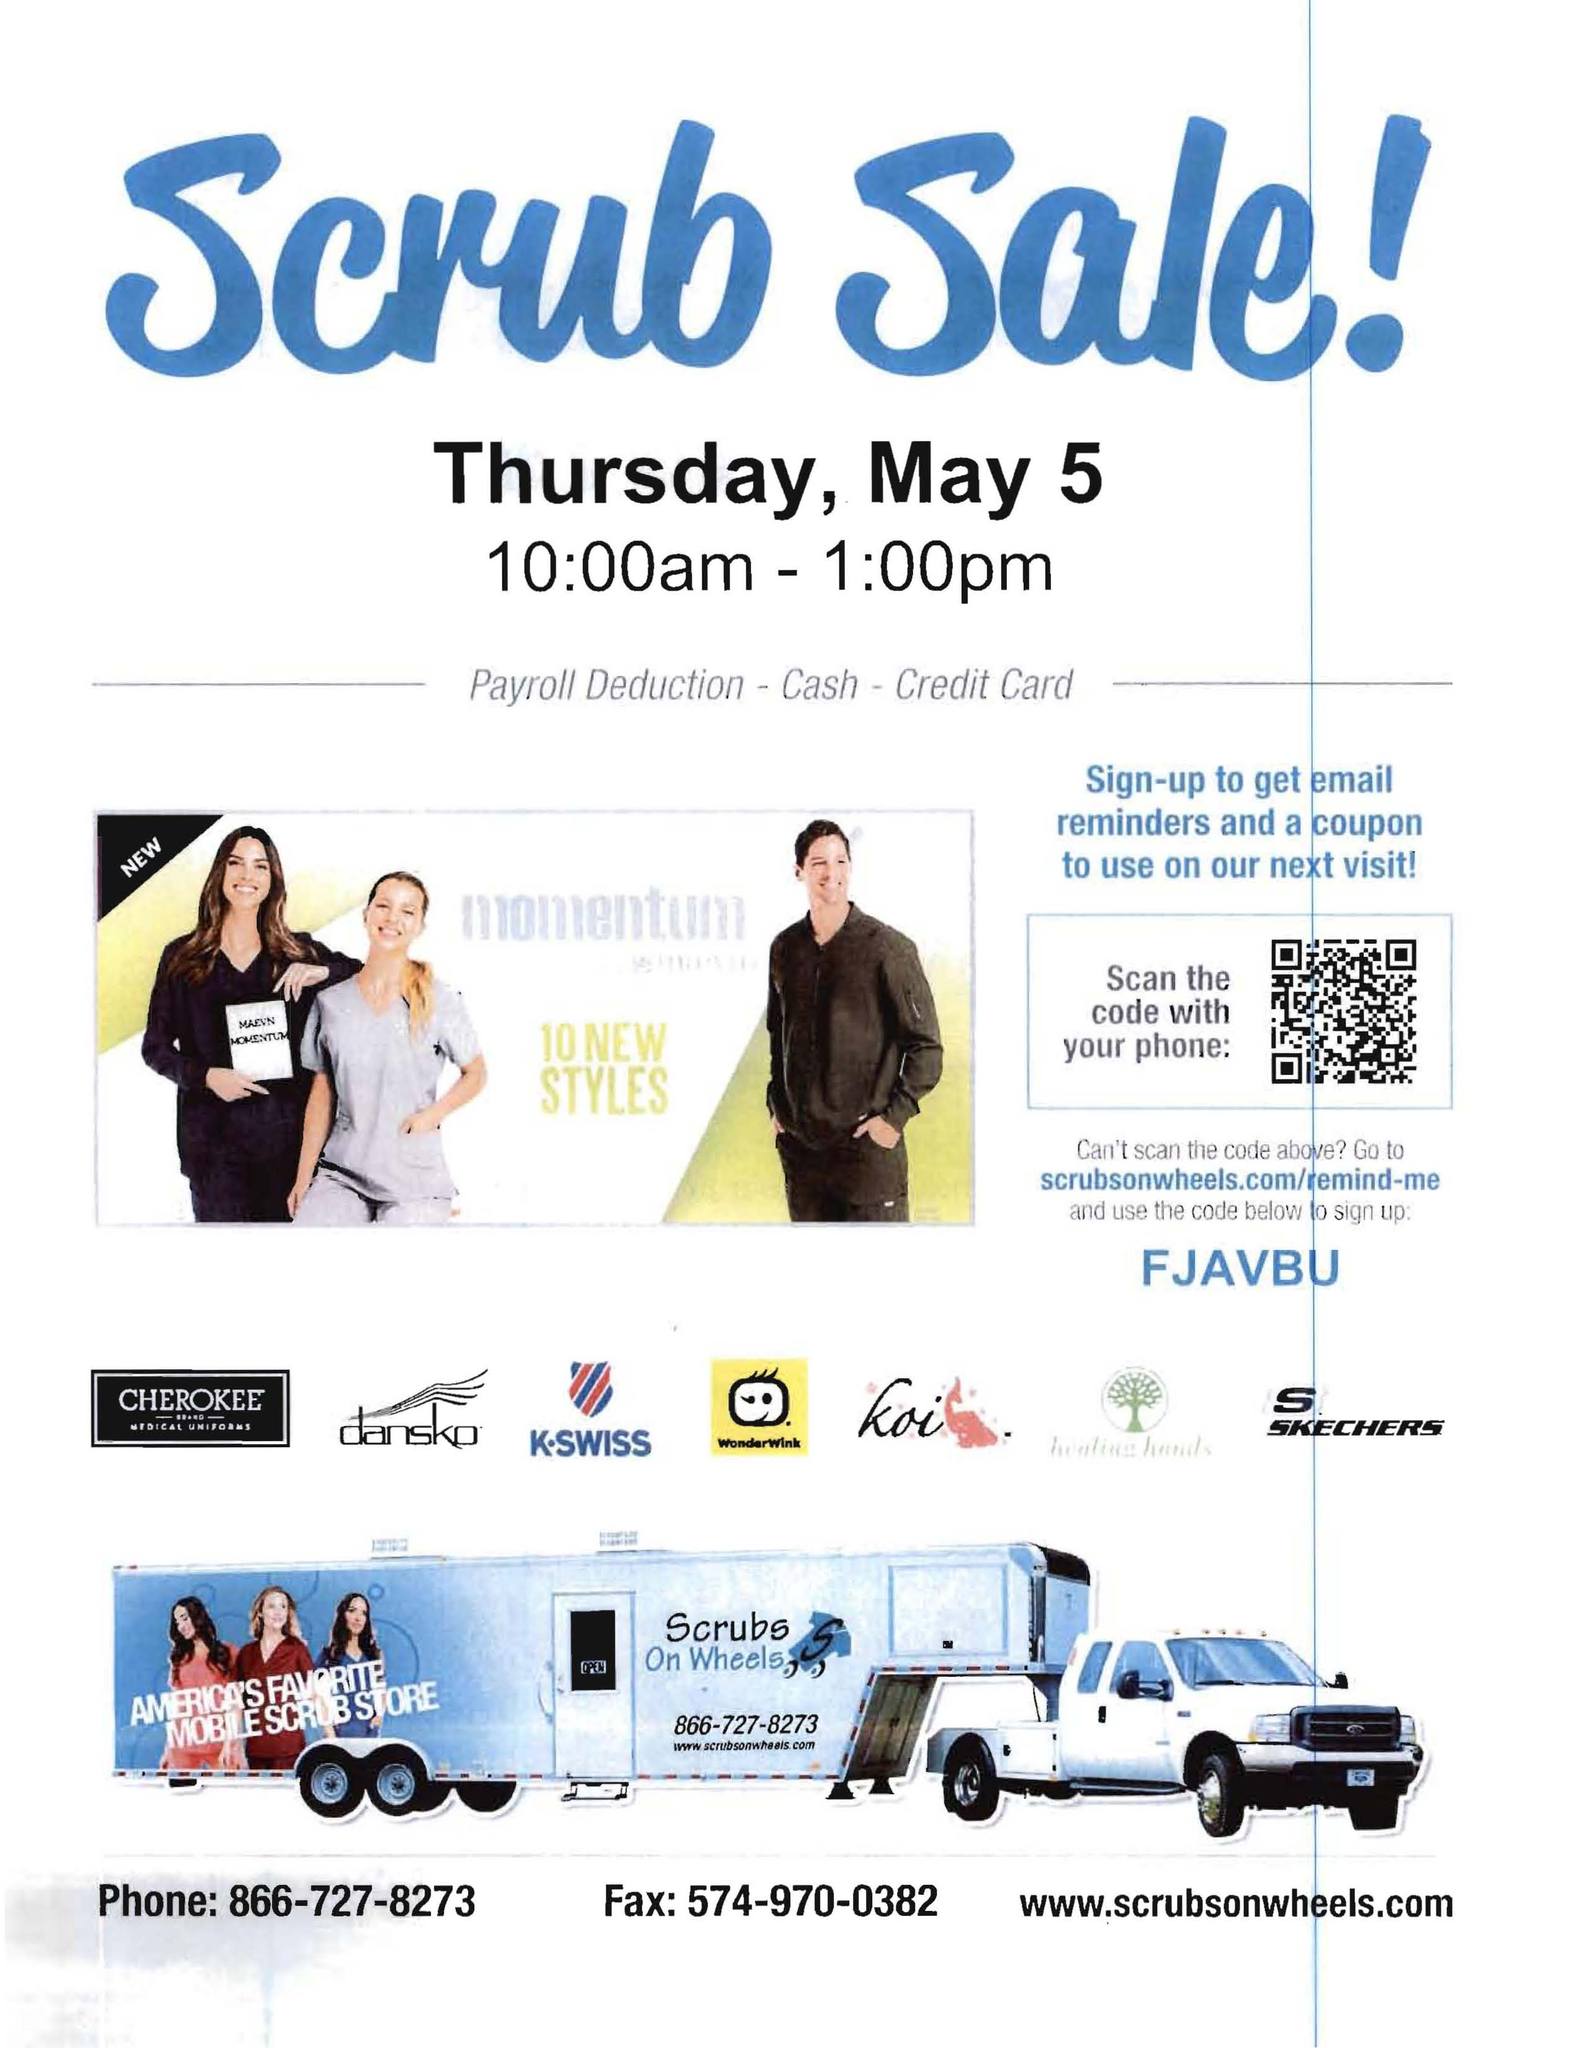 Scrub Sale!
Thursday, May 5
10:00am - 1:00pm
Payroll Deduction - Cash - Credit Card
Sign-up to get email
reminders and a coupon
to use on our next visit!
NEW
MAEVN
MOMENTUM
momentum
10 NEW
STYLES
Scan the
code with
your phone:
Can't scan the code above? Go to
scrubsonwheels.com/remind-me
and use the code below to sign up:
FJAVBU
CHEROKEE
BRAND
MEDICAL UNIFORMS
dansko
K·SWISS
WonderWink
koi
healing hands
S
SKECHERS
AMERICA'S FAVORITE
MOBILE SCRUB STORE
OPEN
Scrubs
On Wheels
866-727-8273
www.scrubsonwheels.com
Phone: 866-727-8273 Fax: 574-970-0382 www.scrubsonwheels.com